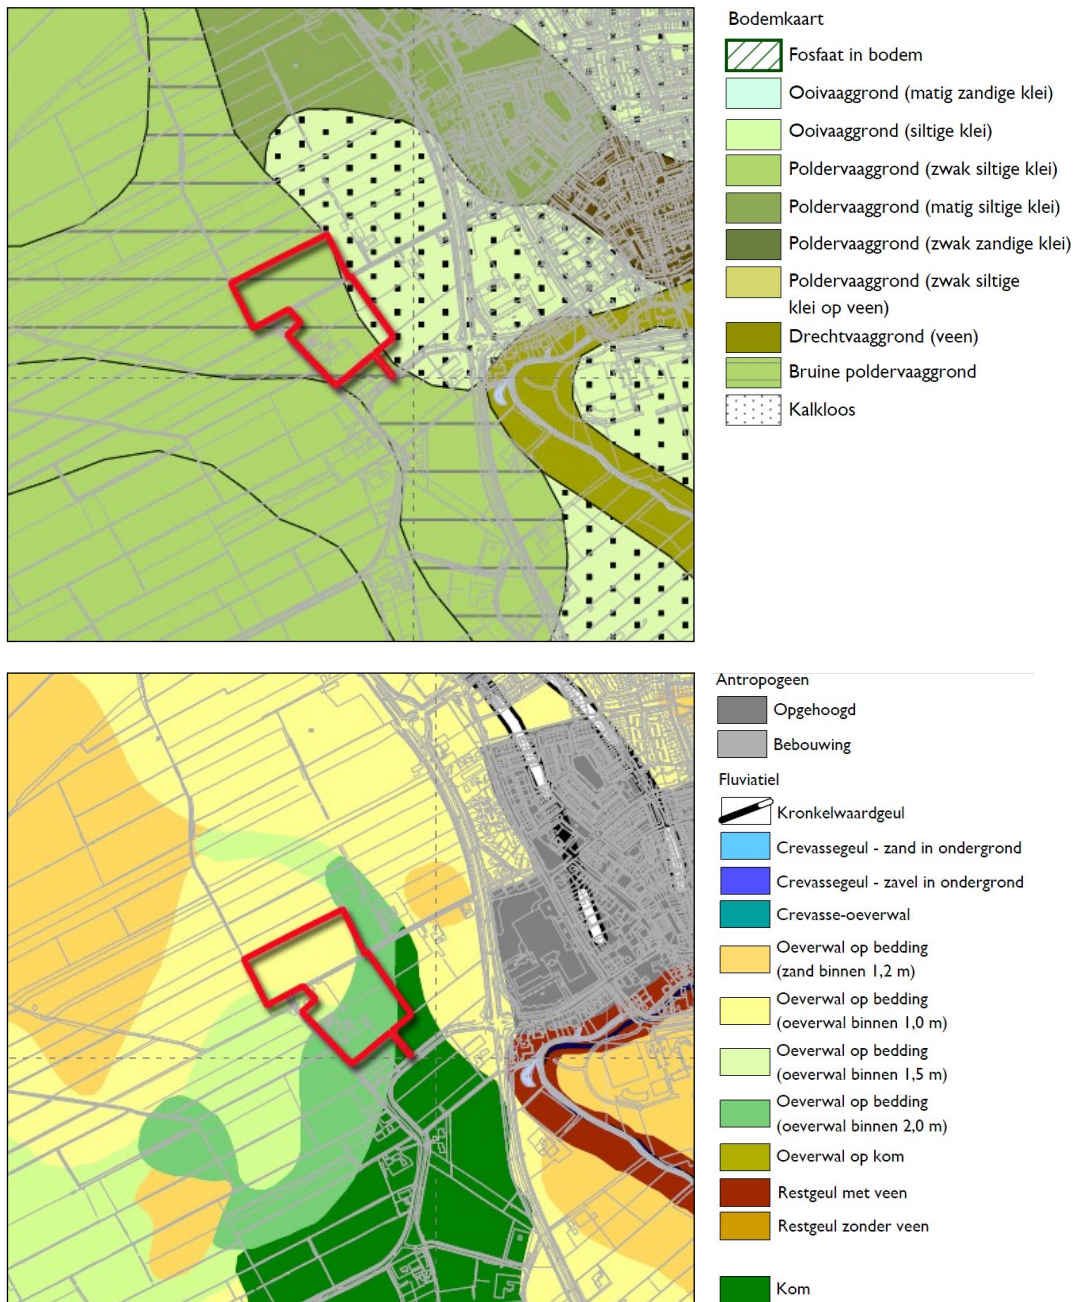 Bodemkaart
Fosfaat in bodem
Ooivaaggrond (matig zandige klei)
Ooivaaggrond (siltige klei)
Poldervaaggrond (zwak siltige klei)
Poldervaaggrond (matig siltige klei)
Poldervaaggrond (zwak zandige klei)
Poldervaaggrond (zwak siltige
klei op veen)
Drechtvaaggrond (veen)
Bruine poldervaaggrond
Kalkloos
Antropogeen
Opgehoogd
Bebouwing
Fluviatiel
Kronkelwaardgeul
Crevassegeul - zand in ondergrond
Crevassegeul - zavel in ondergrond
Crevasse-oeverwal
Oeverwal op bedding
(zand binnen 1,2 m)
Oeverwal op bedding
(oeverwal binnen 1,0 m)
Oeverwal op bedding
(oeverwal binnen 1,5 m)
Oeverwal op bedding
(oeverwal binnen 2,0 m)
Oeverwal op kom
Restgeul met veen
Restgeul zonder veen
Kom